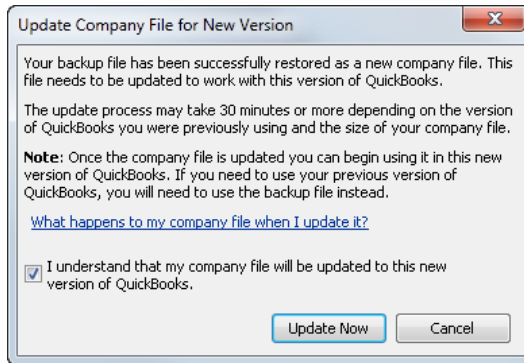 Update Company File for New Version
Your backup file has been successfully restored as a new company file. This
file needs to be updated to work with this version of QuickBooks.
The update process may take 30 minutes or more depending on the version
of QuickBooks you were previously using and the size of your company file.
Note: Once the company file is updated you can begin using it in this new
version of QuickBooks. If you need to use your previous version of
QuickBooks, you will need to use the backup file instead.
What happens to my company file when I update it?
I understand that my company file will be updated to this new
version of QuickBooks.
Update Now Cancel